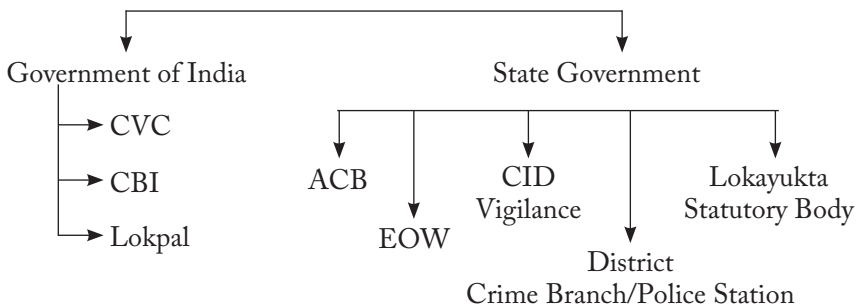 Government of India
CVC
CBI
Lokpal
State Government
ACB
EOW
CID
Vigilance
District
Crime Branch/Police Station
Lokayukta
Statutory Body